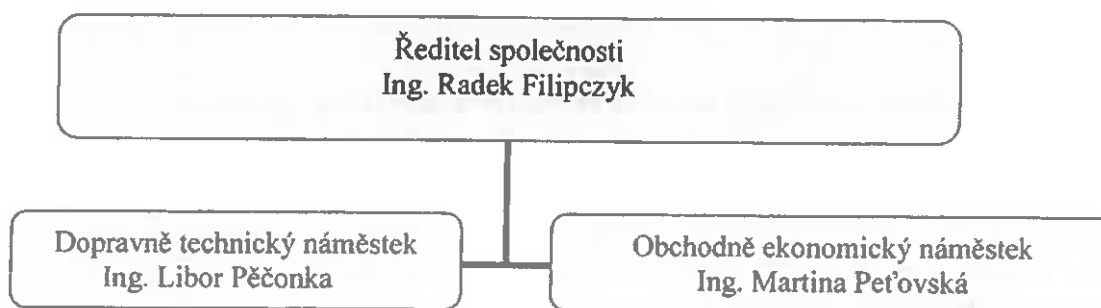 Ředitel společnosti
Ing. Radek Filipczyk
Dopravně technický náměstek
Ing. Libor Pěčonka
Obchodně ekonomický náměstek
Ing. Martina Peťovská